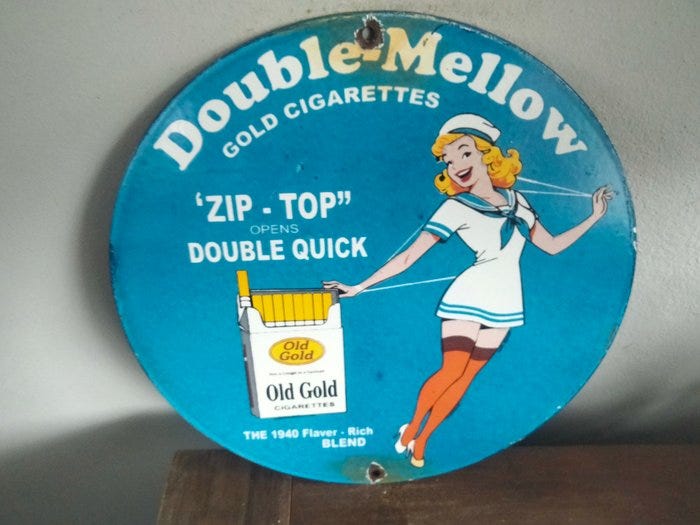 Double-Mellow
GOLD CIGARETTES
‘ZIP - TOP”
OPENS
DOUBLE QUICK
Old
Gold
Old Gold
CIGARETTES
THE 1940 Flaver - Rich
BLEND